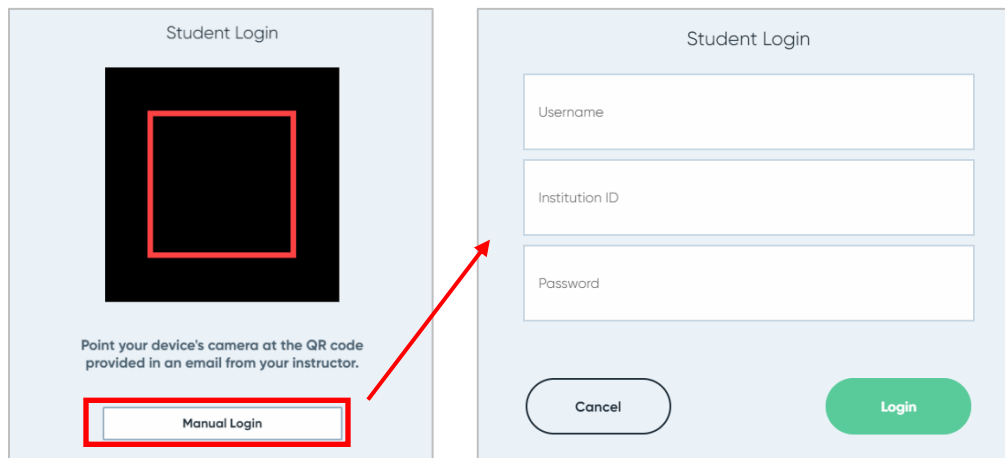 Student Login
Point your device's camera at the QR code
provided in an email from your instructor.
Manual Login
Student Login
Username
Institution ID
Password
Cancel
Login